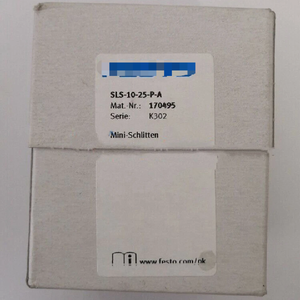 SLS-10-25-P-A
Mat.-Nr.: 170495
Serie: K302
Mini-Schlitten
www.festo.com/pk